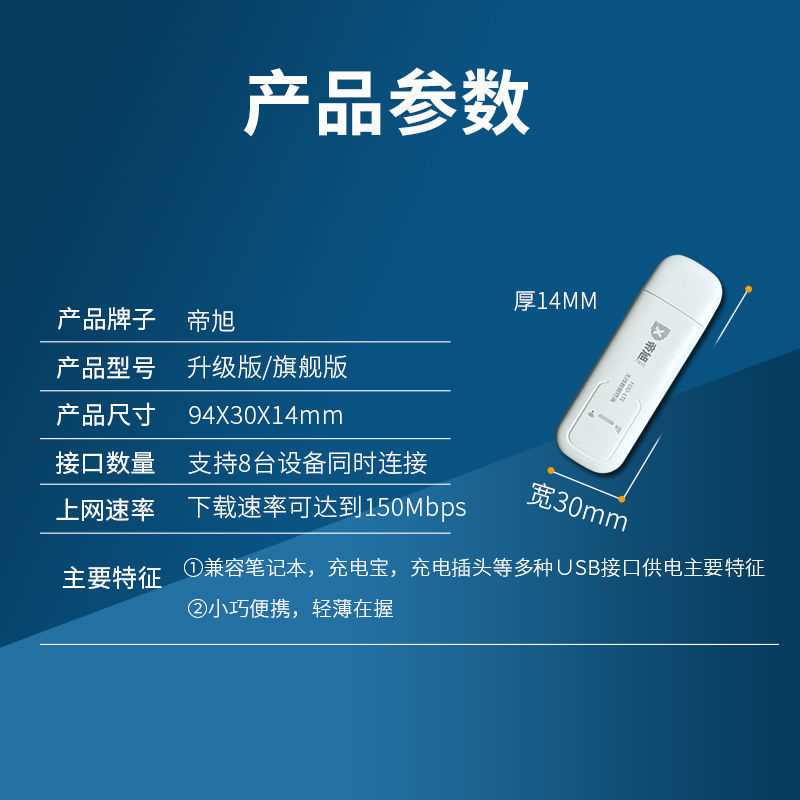 产品参数
厚14MM
产品牌子 帝旭
产品型号 升级版/旗舰版
产品尺寸 94X30X14mm
接口数量 支持8台设备同时连接
上网速率 下载速率可达到150Mbps
宽30mm
主要特征 ①兼容笔记本，充电宝，充电插头等多种USB接口供电主要特征
②小巧便携，轻薄在握
帝旭